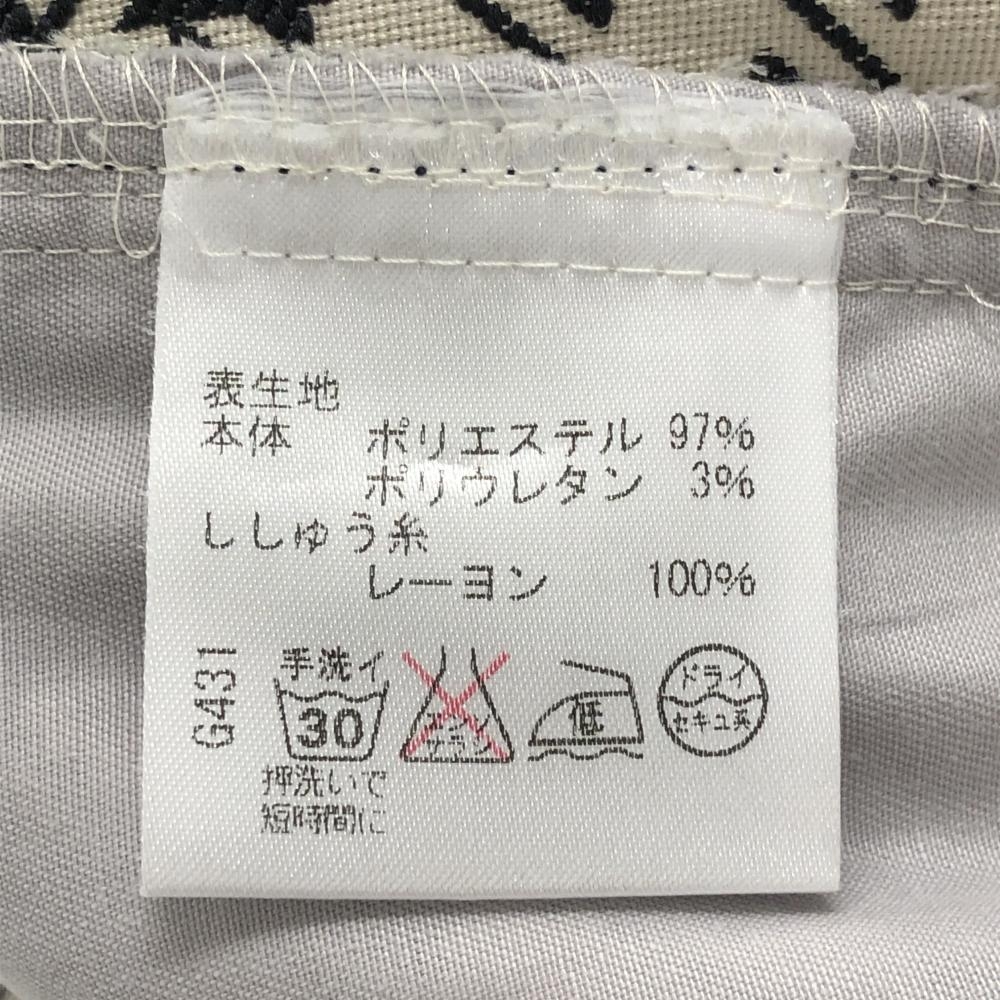 表生地
本体 ポリエステル 97%
ポリウレタン 3%
ししゅう糸
レーヨン 100%
G431
手洗イ
30
エンソ
サラシ
低
ドライ
セキユ系
押洗いで
短時間に